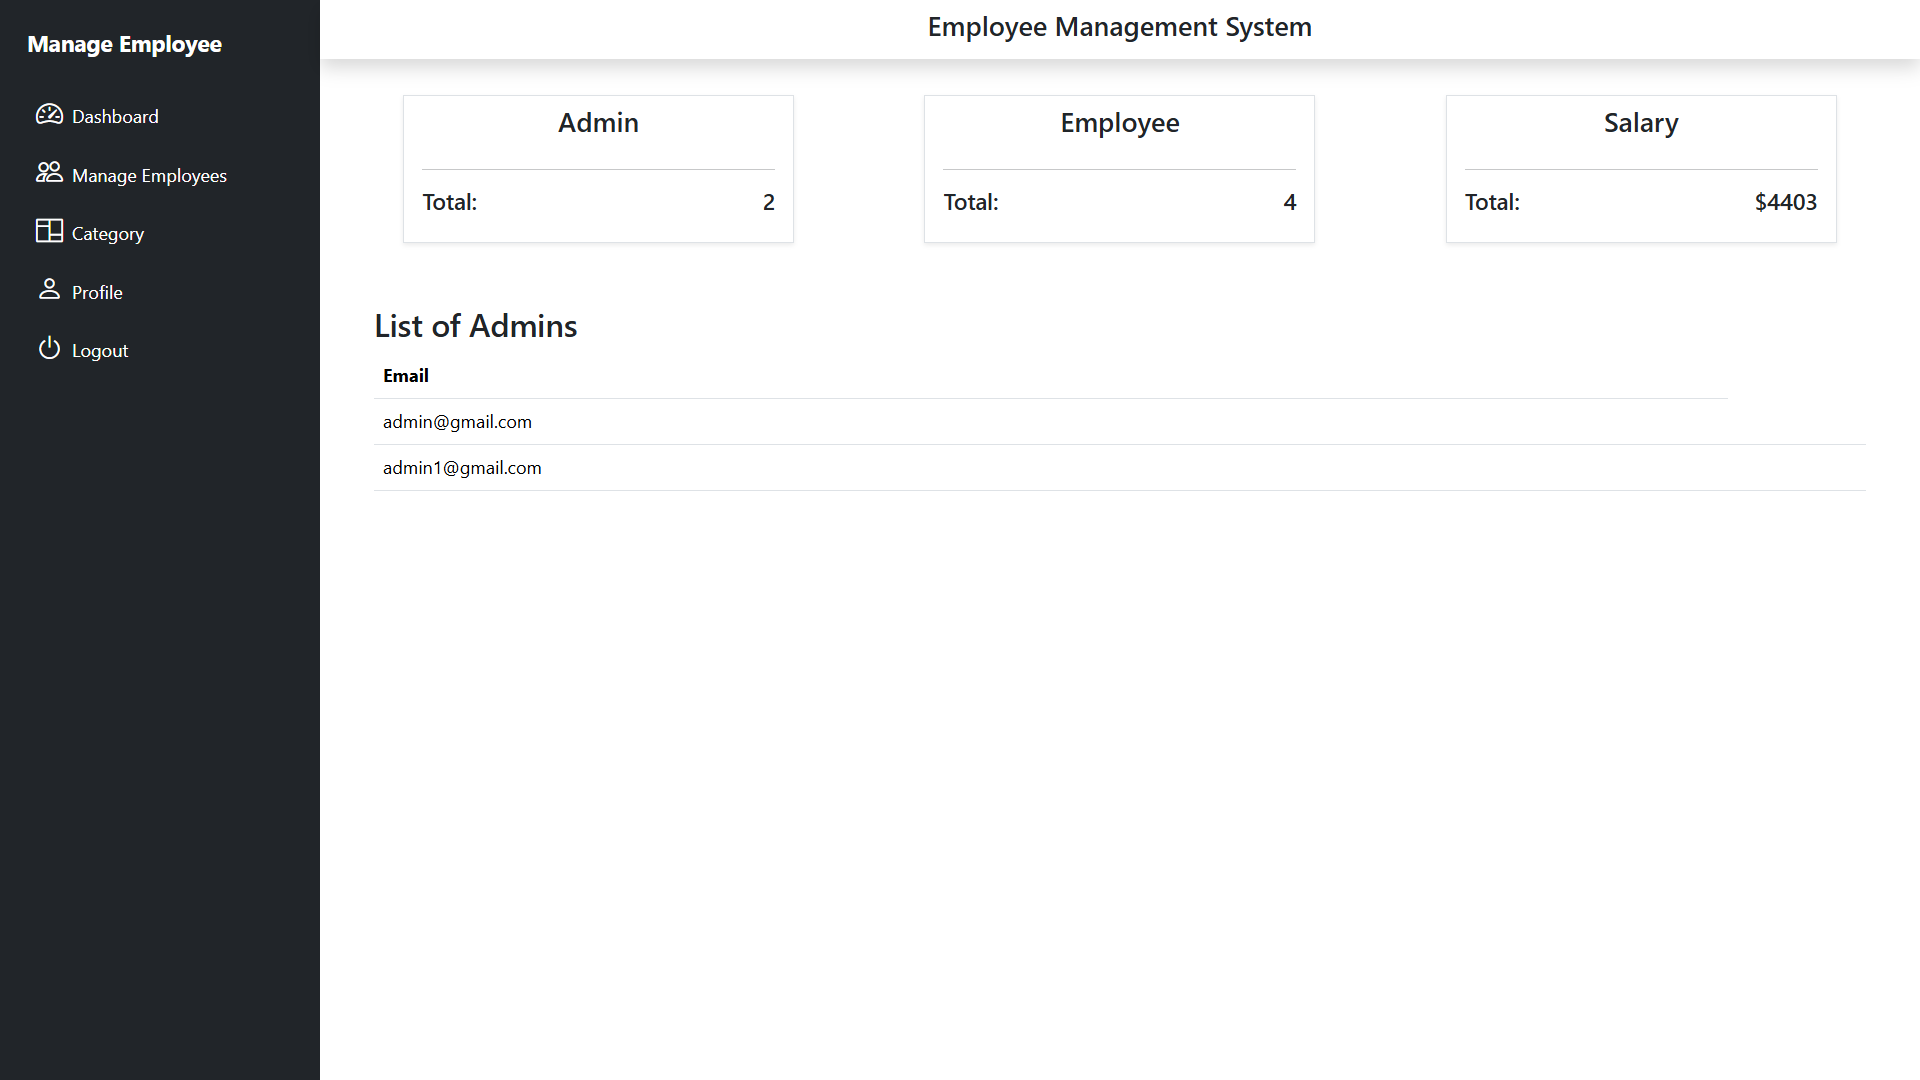 Manage Employee
Dashboard
Manage Employees
Category
Profile
Logout
Employee Management System
Admin
Total: 2
Employee
Total: 4
Salary
Total: $4403
List of Admins
Email
admin@gmail.com
admin1@gmail.com